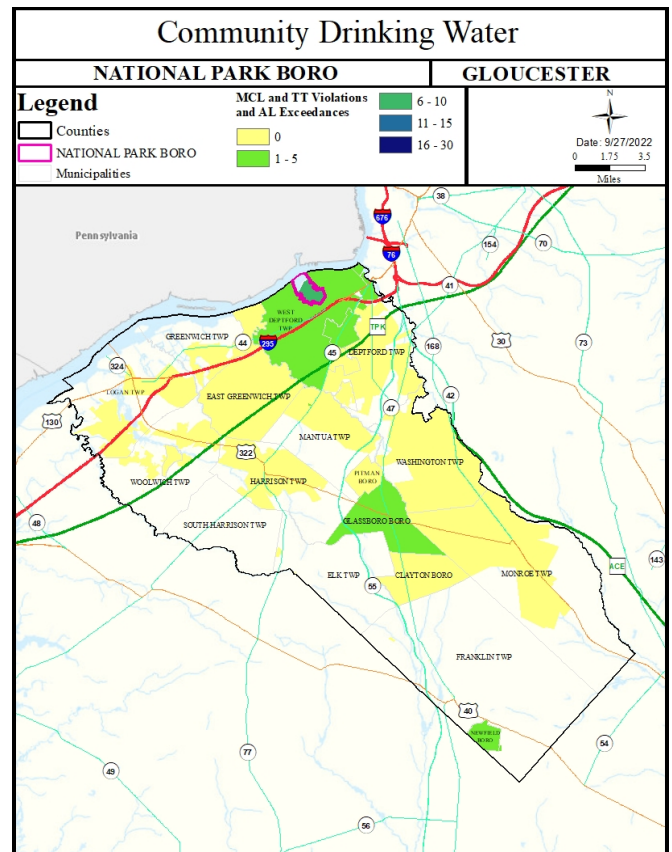 Community Drinking Water
NATIONAL PARK BORO
GLOUCESTER
Legend
Counties
NATIONAL PARK BORO
Municipalities
MCL and TT Violations
and AL Exceedances
0
1 - 5
6 - 10
11 - 15
16 - 30
N
Date: 9/27/2022
0 1.75 3.5
Miles
38
676
Pennsylvania
154
70
76
41
WEST
DEPTFORD
TWP
TPK
GREENWICH TWP
44
295
45
DEPTFORD TWP
168
30
73
324
LOGAN TWP
EAST GREENWICH TWP
42
47
130
MANTUA TWP
322
WASHINGTON TWP
PITMAN
BORO
WOOLWICH TWP
HARRISON TWP
48
SOUTH HARRISON TWP
GLASSBORO BORO
143
ACE
ELK TWP
CLAYTON BORO
MONROE TWP
55
FRANKLIN TWP
40
NEWFIELD
BORO
54
77
49
56